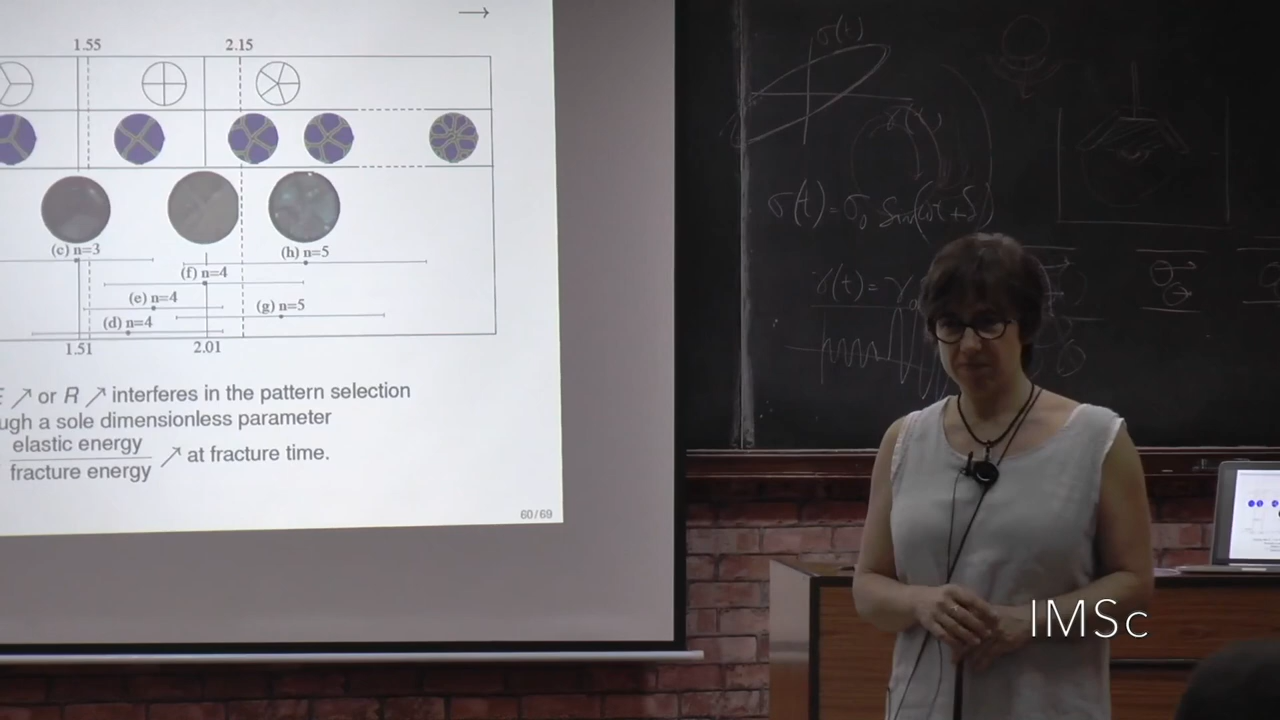 →
1.55 2.15
(c) n=3
(h) n=5
(f) n=4
(e) n=4
(g) n=5
(d) n=4
1.51 2.01
↗ or R ↗ interferes in the pattern selection
a sole dimensionless parameter
elastic energy
fracture energy
↗ at fracture time.
60/69
σ(t)
σ(t)=σ₀ Sin(ωt+δ)
γ(t)=γ₀
IMSc